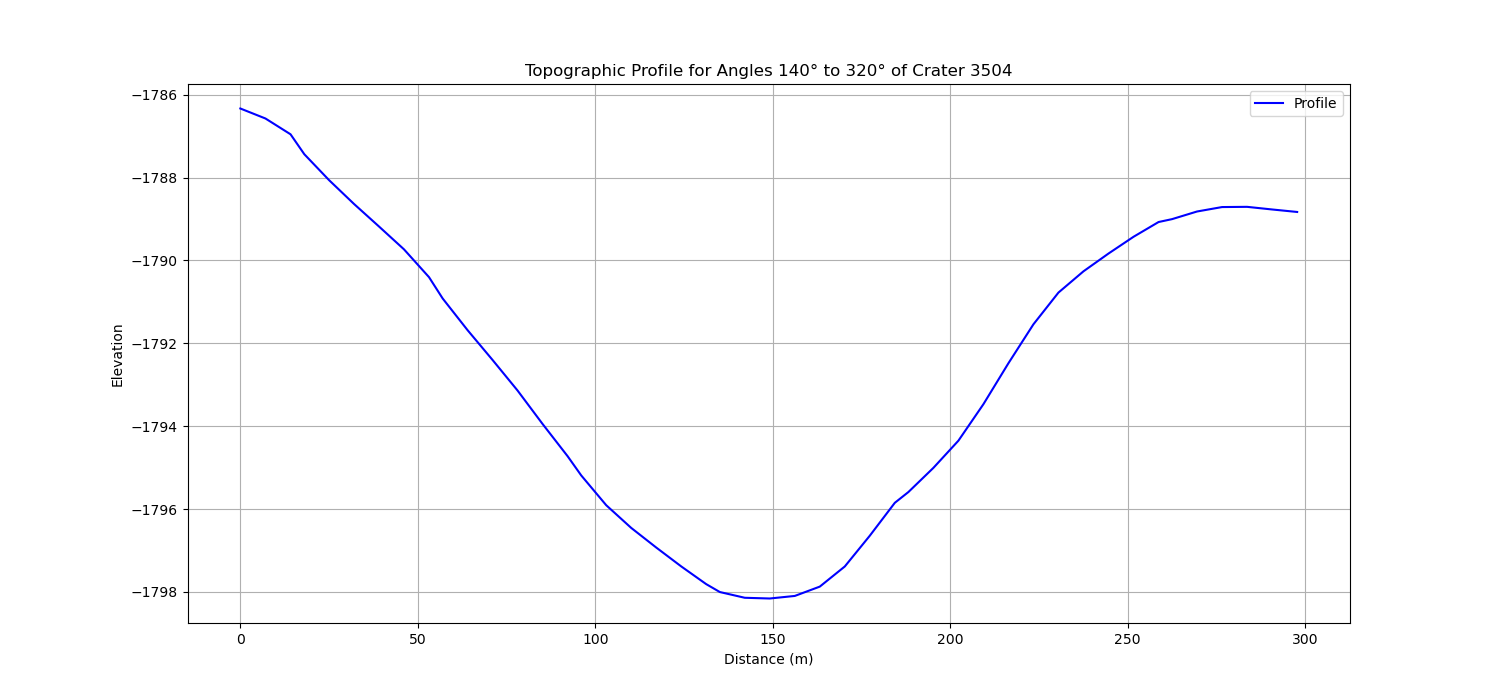 Topographic Profile for Angles 140° to 320° of Crater 3504
Profile
−1786
−1788
−1790
−1792
−1794
−1796
−1798
Elevation
0 50 100 150 200 250 300
Distance (m)